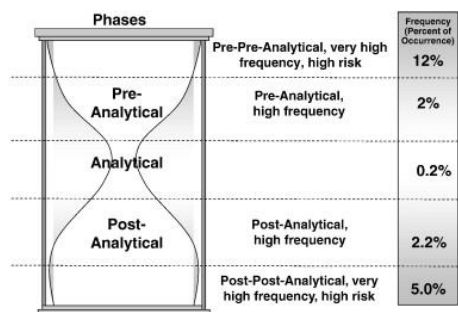 Phases
Frequency
(Percent of
Occurrence)
Pre-Pre-Analytical, very high
frequency, high risk
12%
Pre-
Analytical
Pre-Analytical,
high frequency
2%
Analytical
0.2%
Post-
Analytical
Post-Analytical,
high frequency
2.2%
Post-Post-Analytical, very
high frequency, high risk
5.0%